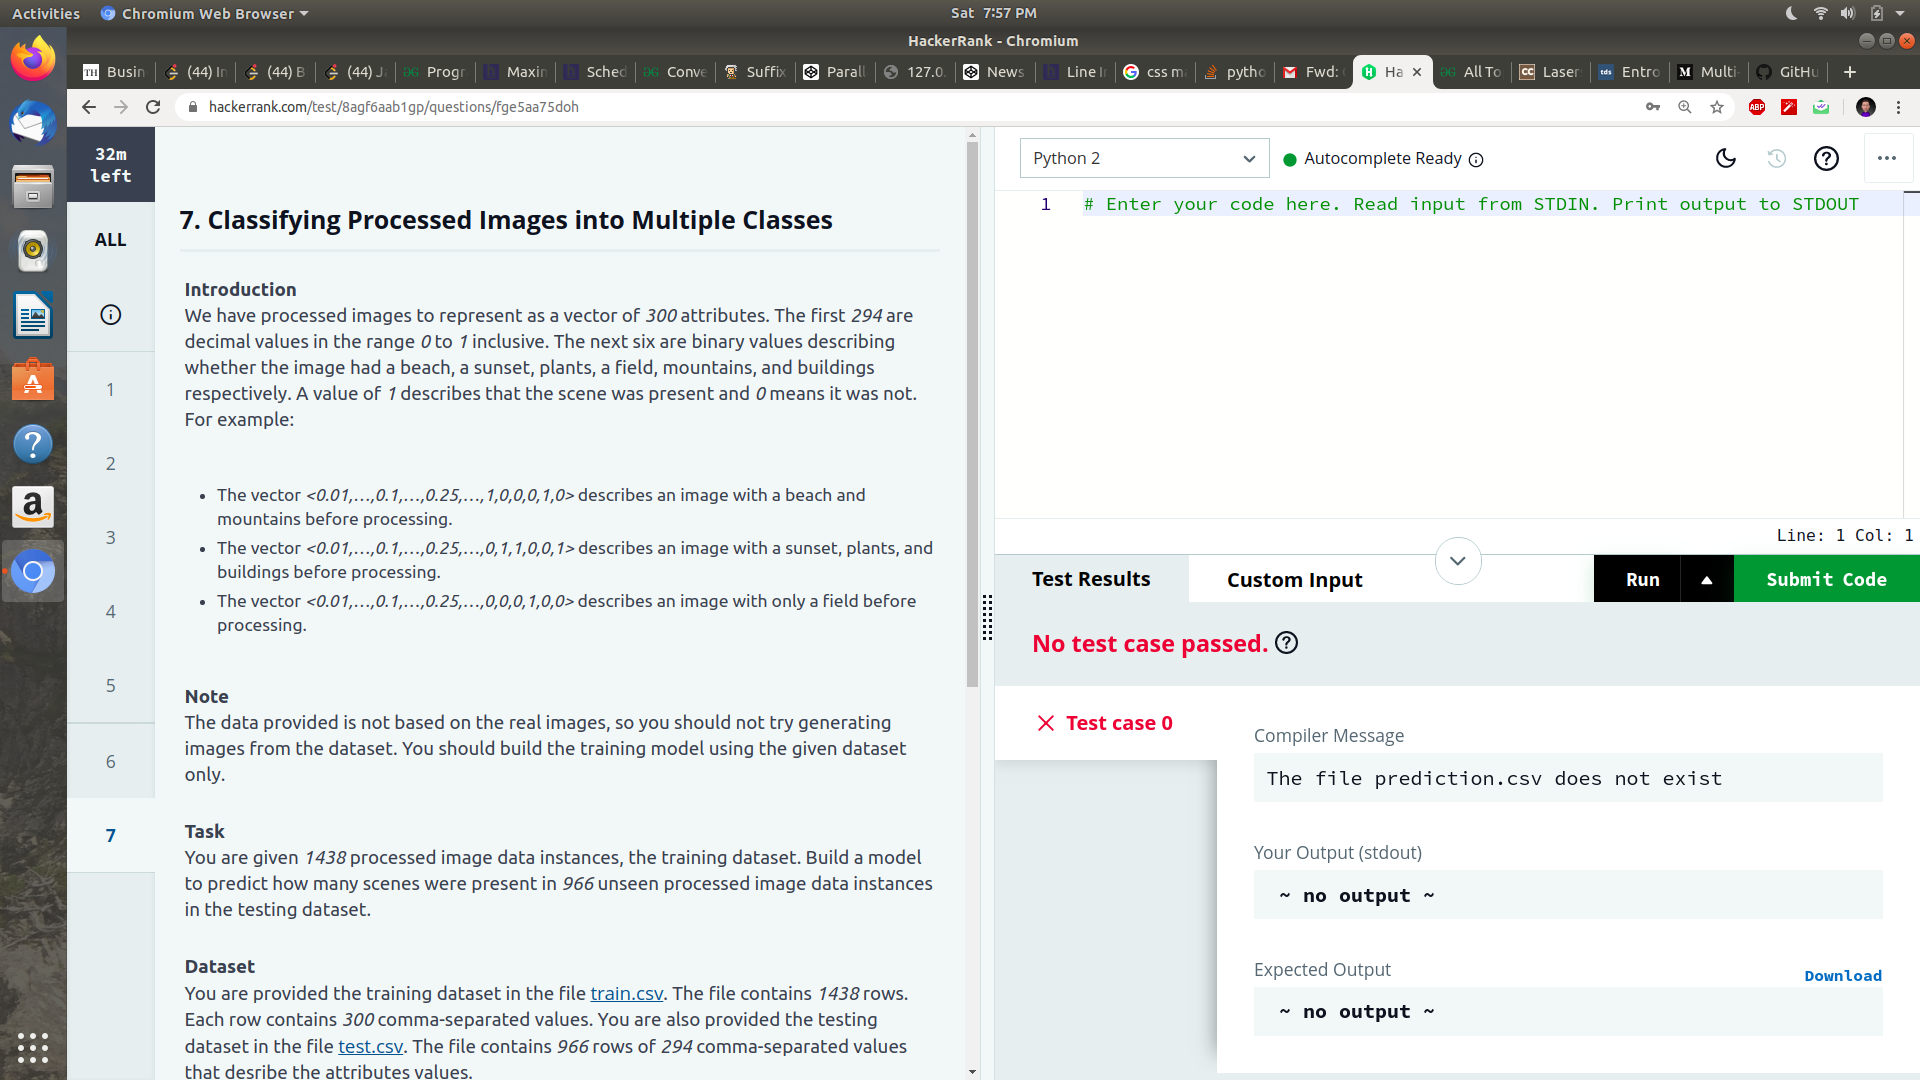 Activities
Chromium Web Browser
Sat 7:57 PM
HackerRank - Chromium
TH Busin
(44) In
(44) B
(44) Ja
Progr
Maxin
Sched
Conve
Suffix
Parall
127.0.
News
Line In
css m
pytho
Fwd:
Ha
All To
CC Laser
tds Entro
M Multi-
GitHu
hackerrank.com/test/8agf6aab1gp/questions/fge5aa75doh
ABP
32m
left
ALL
1
2
3
4
5
6
7
7. Classifying Processed Images into Multiple Classes
Introduction
We have processed images to represent as a vector of 300 attributes. The first 294 are
decimal values in the range 0 to 1 inclusive. The next six are binary values describing
whether the image had a beach, a sunset, plants, a field, mountains, and buildings
respectively. A value of 1 describes that the scene was present and 0 means it was not.
For example:
• The vector <0.01,...,0.1,...,0.25,...,1,0,0,0,1,0> describes an image with a beach and
mountains before processing.
• The vector <0.01,...,0.1,...,0.25,...,0,1,1,0,0,1> describes an image with a sunset, plants, and
buildings before processing.
• The vector <0.01,...,0.1,...,0.25,...,0,0,0,1,0,0> describes an image with only a field before
processing.
Note
The data provided is not based on the real images, so you should not try generating
images from the dataset. You should build the training model using the given dataset
only.
Task
You are given 1438 processed image data instances, the training dataset. Build a model
to predict how many scenes were present in 966 unseen processed image data instances
in the testing dataset.
Dataset
You are provided the training dataset in the file train.csv. The file contains 1438 rows.
Each row contains 300 comma-separated values. You are also provided the testing
dataset in the file test.csv. The file contains 966 rows of 294 comma-separated values
that desribe the attributes values.
Python 2
Autocomplete Ready
1
# Enter your code here. Read input from STDIN. Print output to STDOUT
Line: 1 Col: 1
Test Results
Custom Input
Run
Submit Code
No test case passed.
Test case 0
Compiler Message
The file prediction.csv does not exist
Your Output (stdout)
~ no output ~
Expected Output
Download
~ no output ~